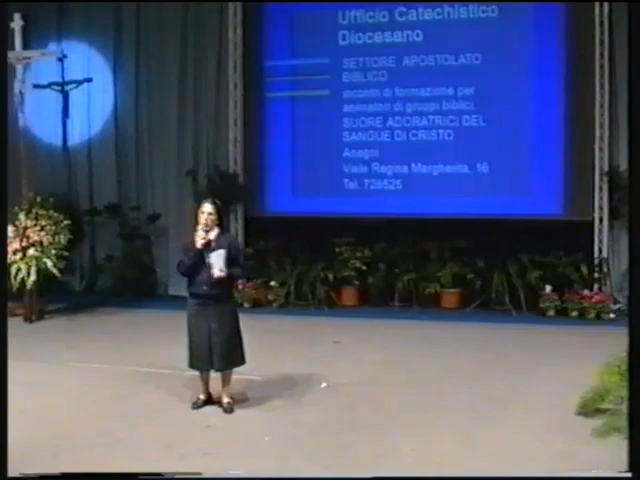 Ufficio Catechistico
Diocesano
SETTORE APOSTOLATO
BIBLICO
incontri di formazione per
animatori di gruppi biblici.
SUORE ADORATRICI DEL
SANGUE DI CRISTO
Anagni
Viale Regina Margherita, 16
Tel. 728525